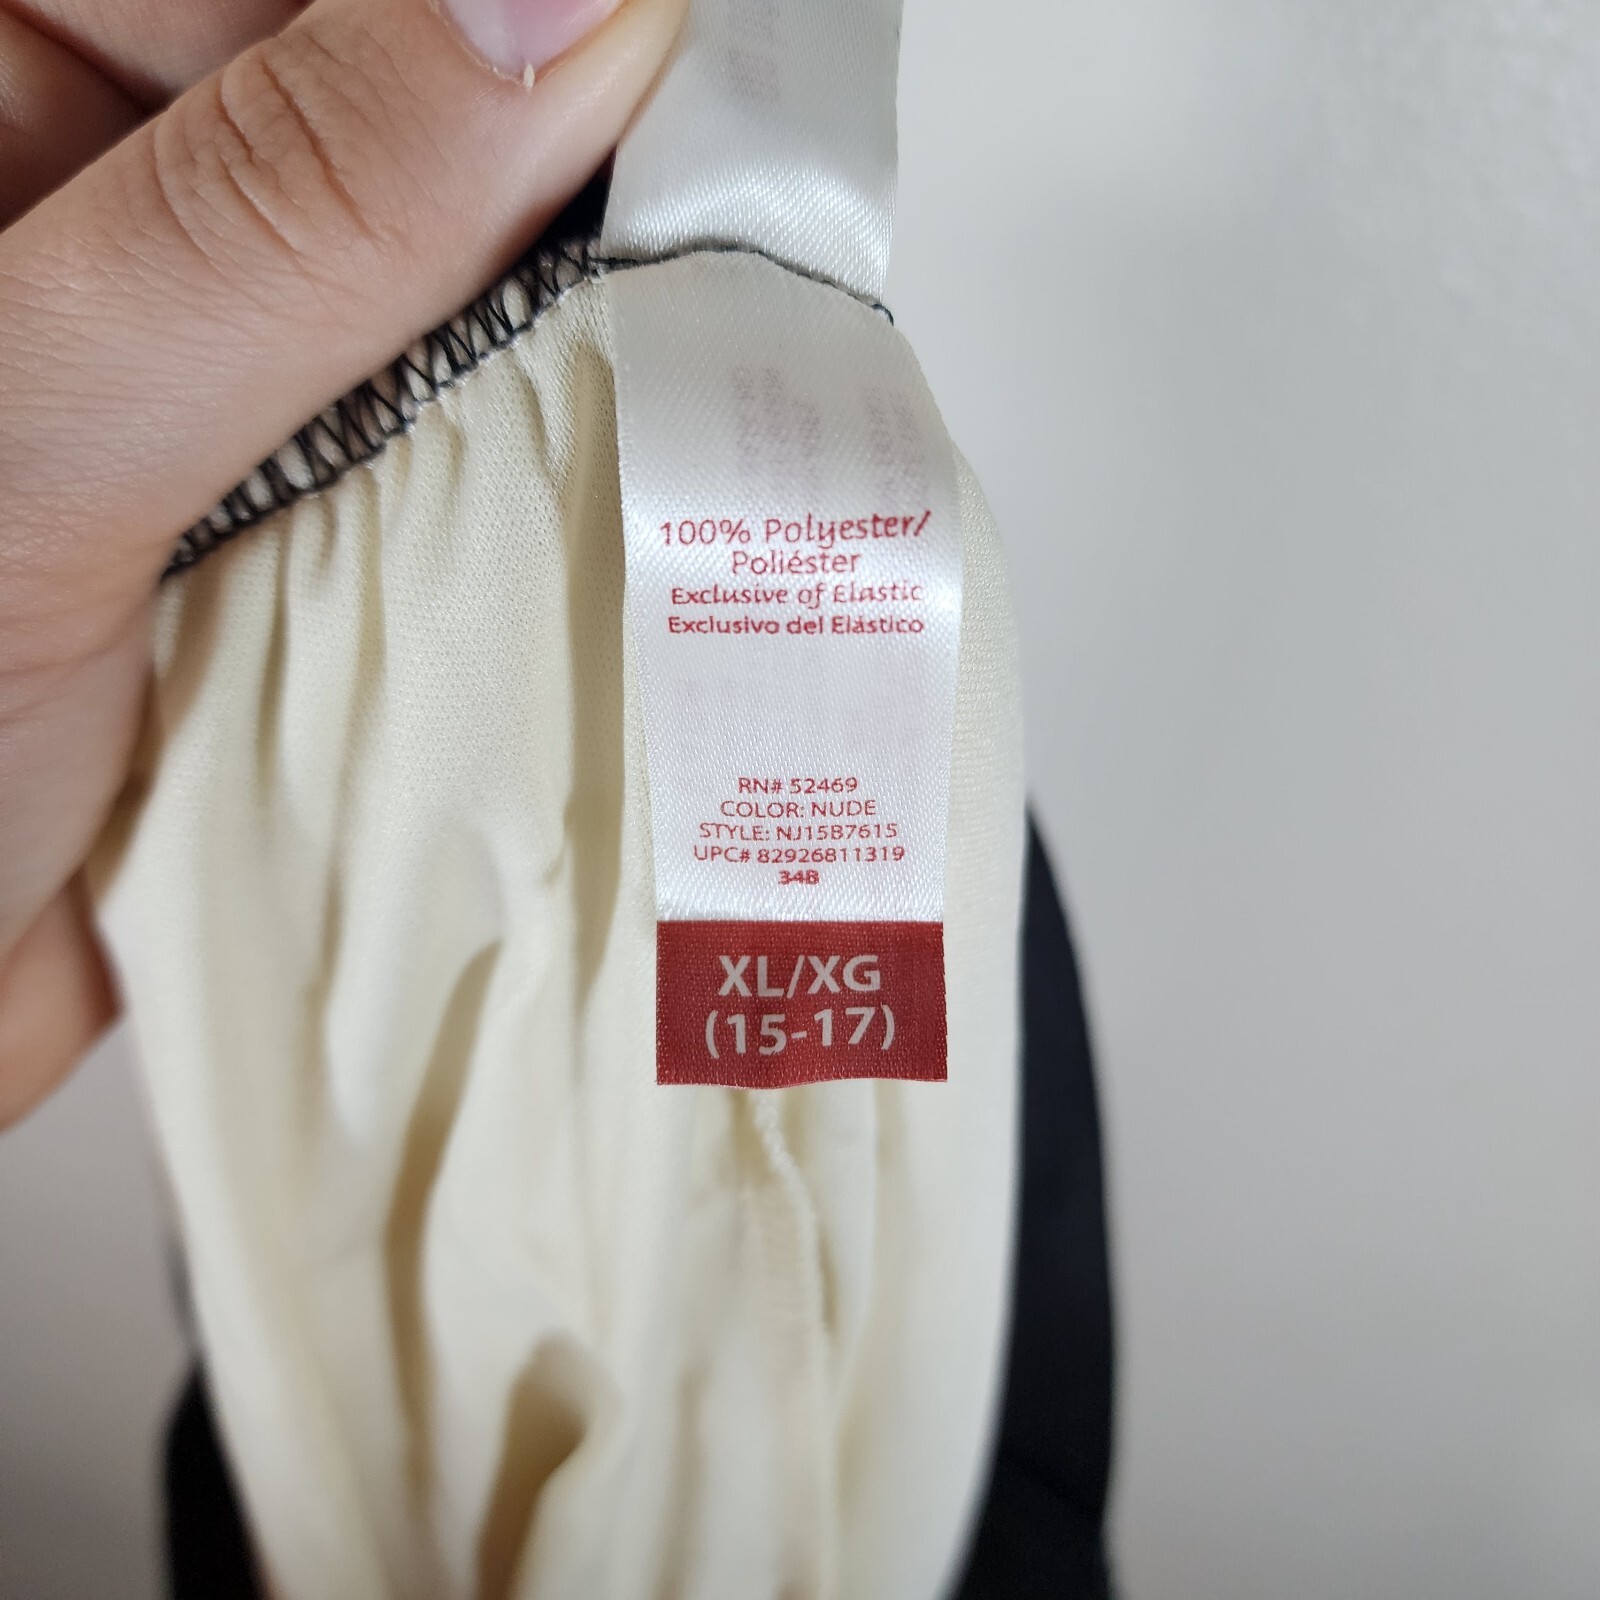 100% Polyester/
Poliéster
Exclusive of Elastic
Exclusivo del Elástico
RN# 52469
COLOR: NUDE
STYLE: NJ15B7615
UPC# 82926811319
34B
XL/XG
(15-17)